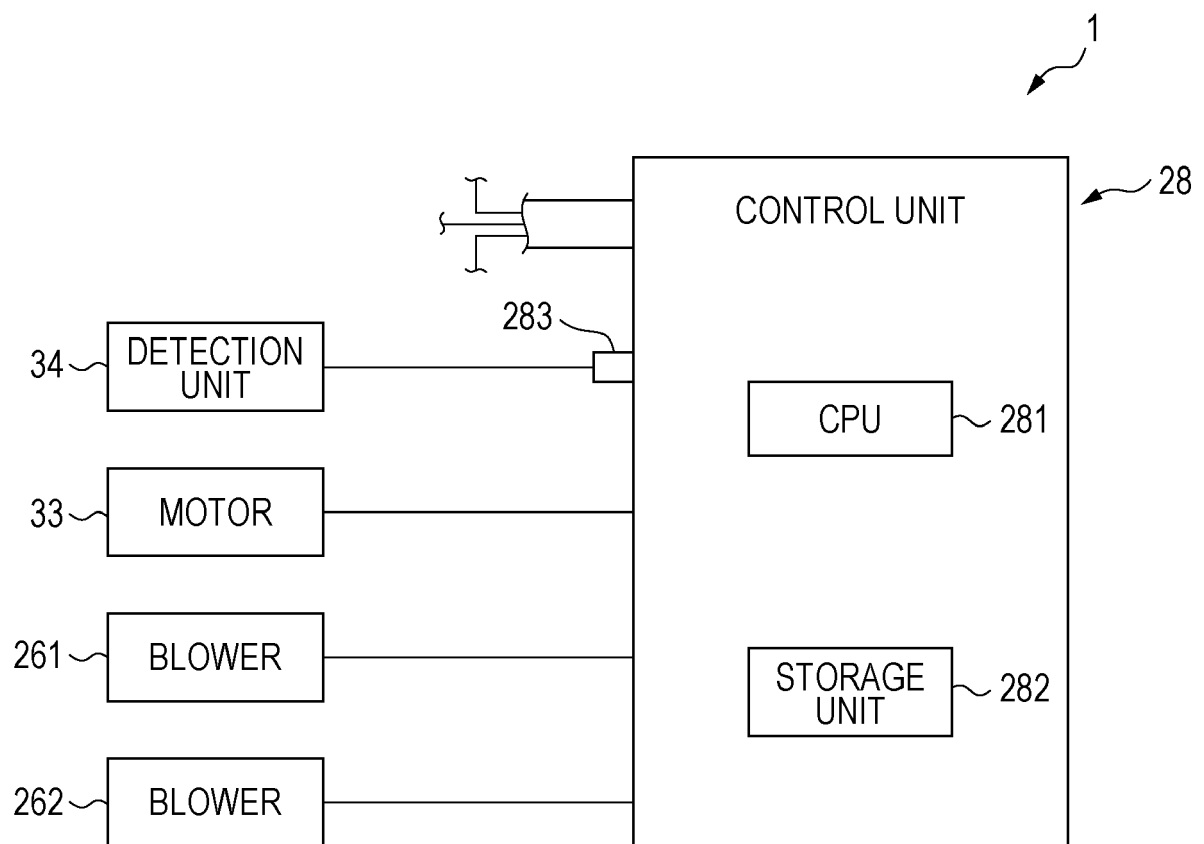 1
28
CONTROL UNIT
283
34
DETECTION
UNIT
CPU
281
33
MOTOR
261
BLOWER
STORAGE
UNIT
282
262
BLOWER